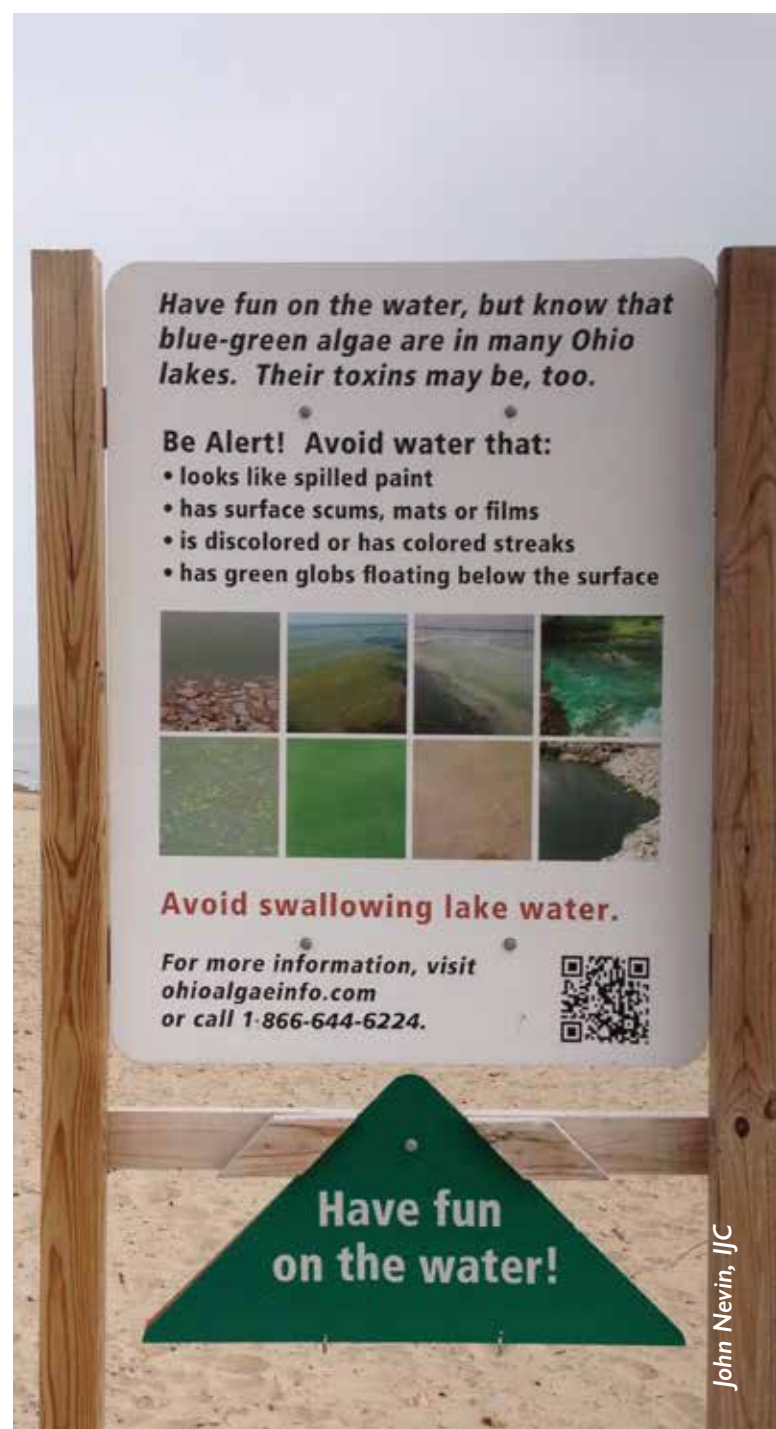 Have fun on the water, but know that
blue-green algae are in many Ohio
lakes. Their toxins may be, too.
Be Alert! Avoid water that:
• looks like spilled paint
• has surface scums, mats or films
• is discolored or has colored streaks
• has green globs floating below the surface
Avoid swallowing lake water.
For more information, visit
ohioalgaeinfo.com
or call 1-866-644-6224.
Have fun
on the water!
John Nevin, IJC